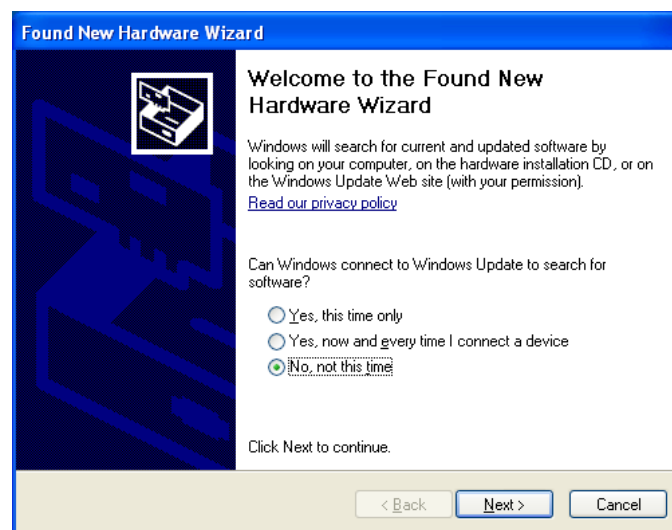 Found New Hardware Wizard
Welcome to the Found New
Hardware Wizard
Windows will search for current and updated software by
looking on your computer, on the hardware installation CD, or on
the Windows Update Web site (with your permission).
Read our privacy policy
Can Windows connect to Windows Update to search for
software?
Yes, this time only
Yes, now and every time I connect a device
No, not this time
Click Next to continue.
< Back
Next >
Cancel